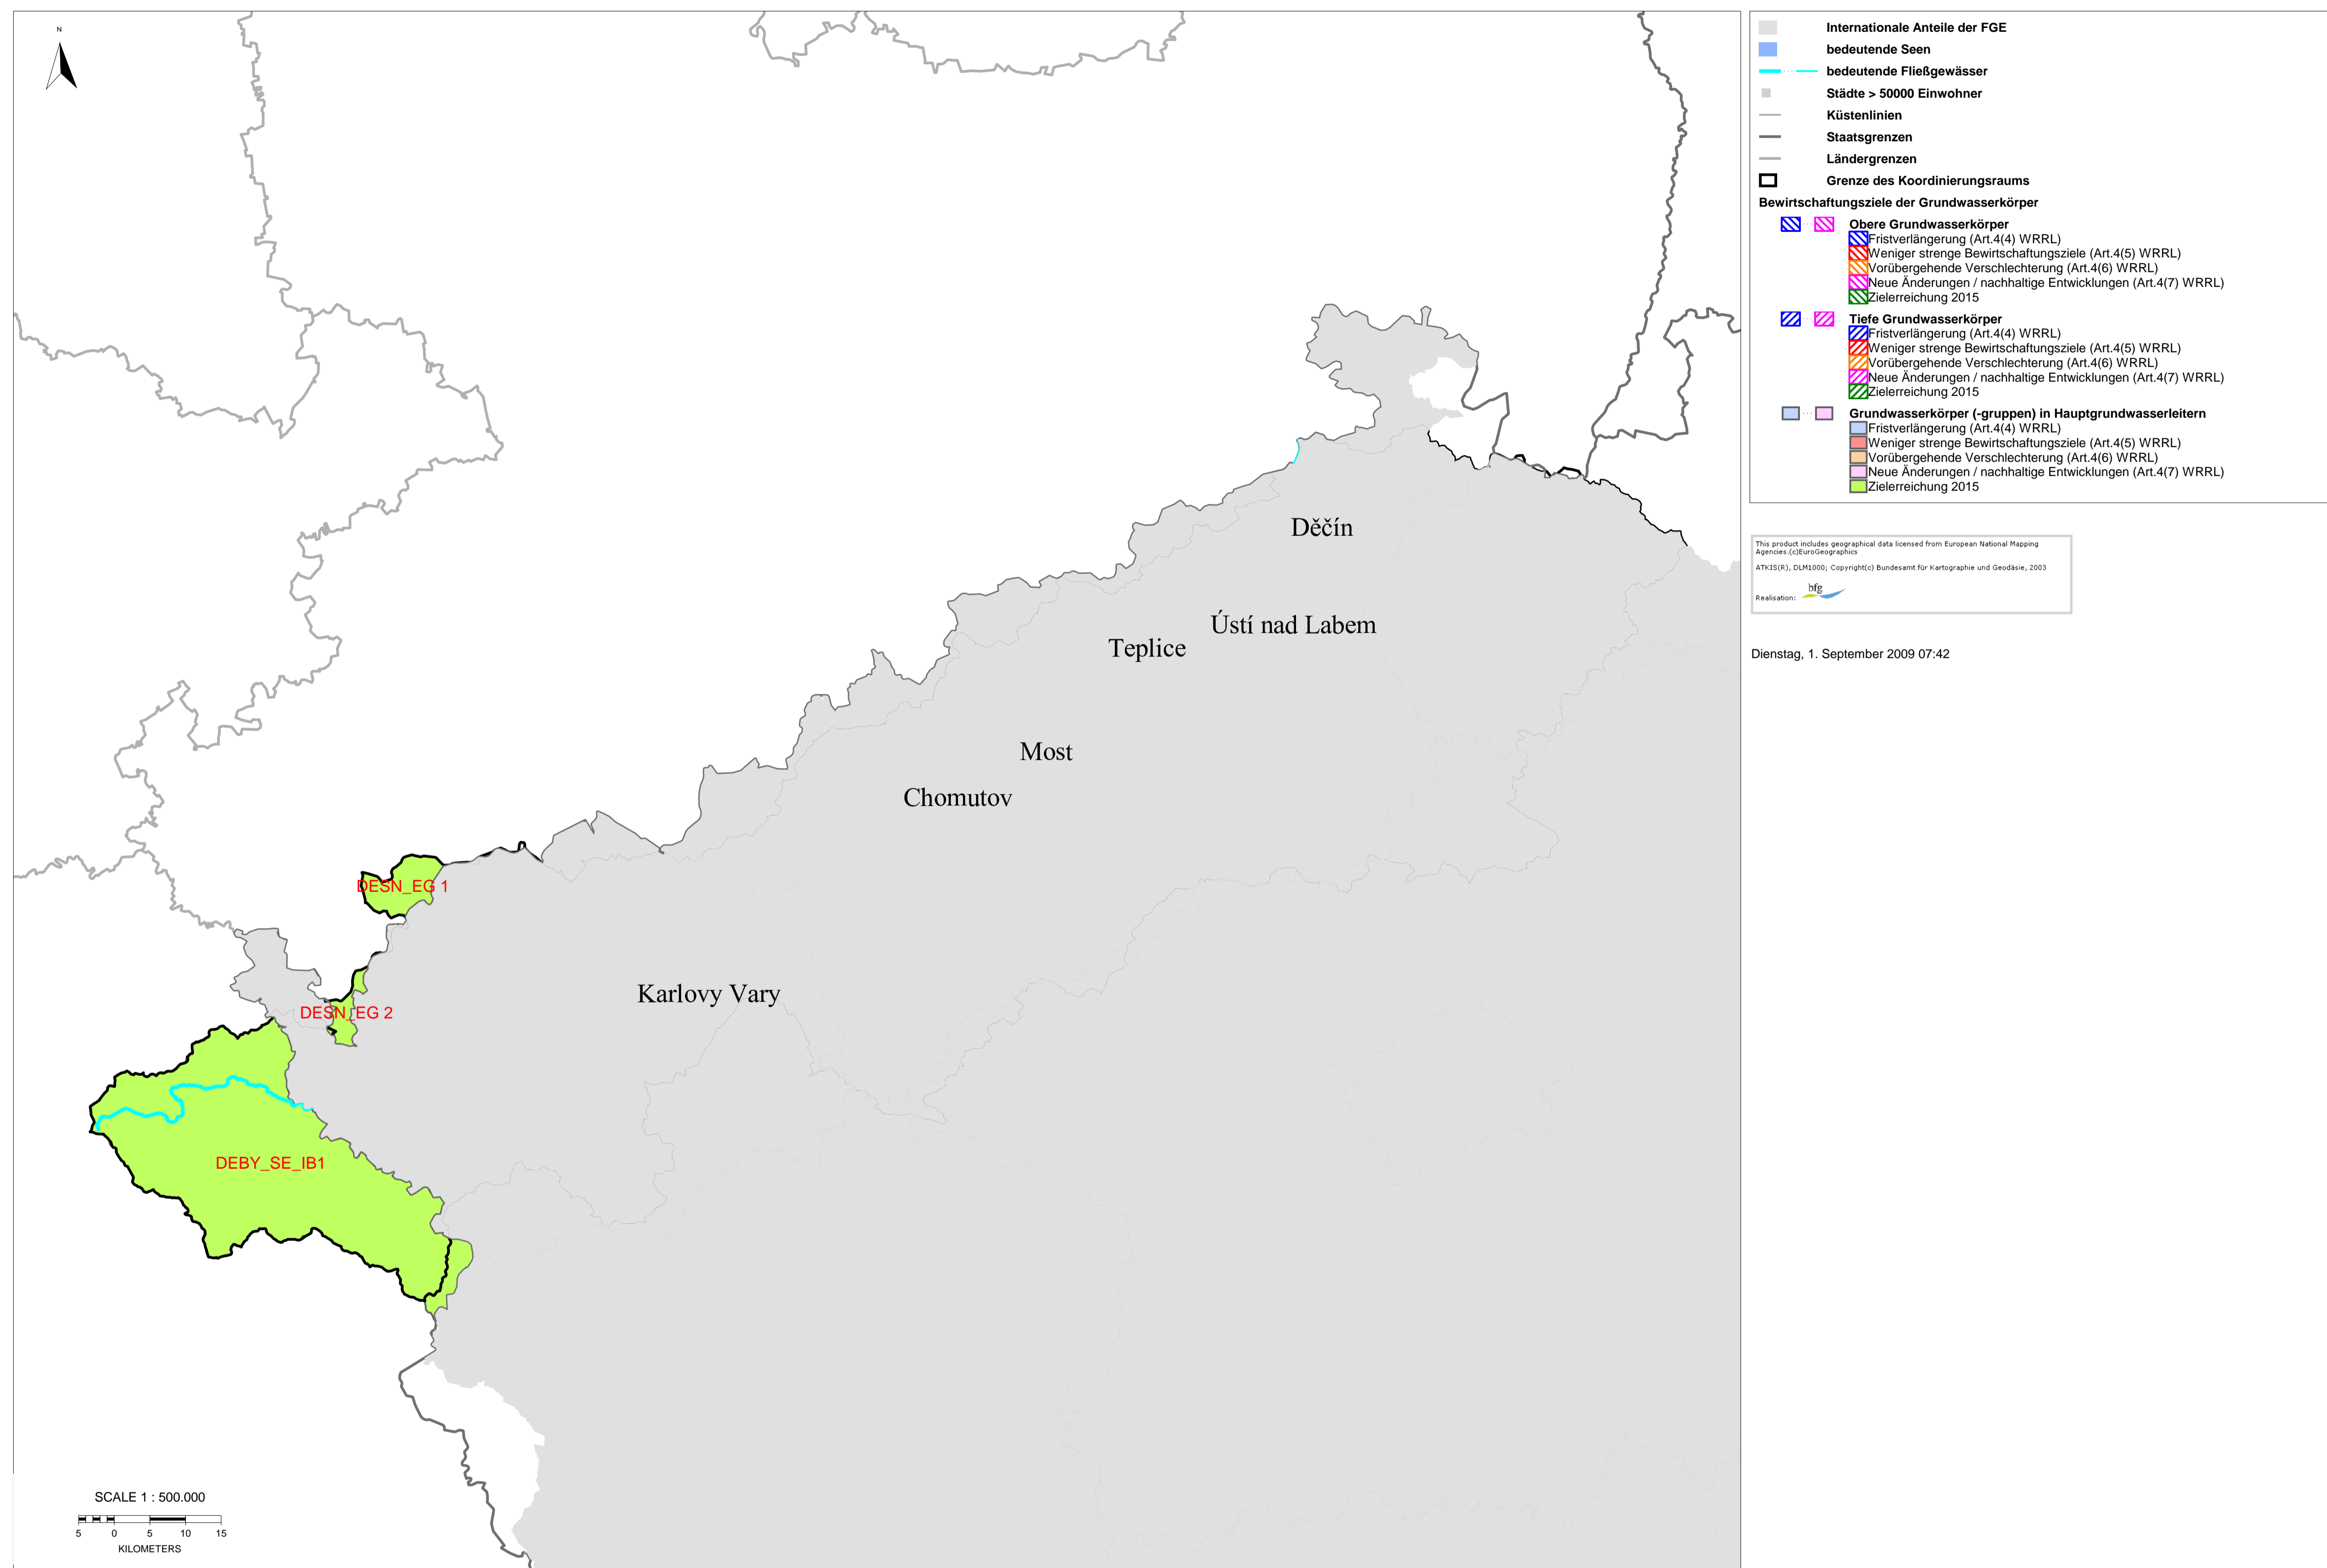 N
Děčín
Ústí nad Labem
Teplice
Most
Chomutov
DESN_EG 1
Karlovy Vary
DESN_EG 2
DEBY_SE_IB1
SCALE 1 : 500.000
5 0 5 10 15
KILOMETERS
Internationale Anteile der FGE
bedeutende Seen
bedeutende Fließgewässer
Städte > 50000 Einwohner
Küstenlinien
Staatsgrenzen
Ländergrenzen
Grenze des Koordinierungsraums
Bewirtschaftungsziele der Grundwasserkörper
Obere Grundwasserkörper
Fristverlängerung (Art.4(4) WRRL)
Weniger strenge Bewirtschaftungsziele (Art.4(5) WRRL)
Vorübergehende Verschlechterung (Art.4(6) WRRL)
Neue Änderungen / nachhaltige Entwicklungen (Art.4(7) WRRL)
Zielerreichung 2015
Tiefe Grundwasserkörper
Fristverlängerung (Art.4(4) WRRL)
Weniger strenge Bewirtschaftungsziele (Art.4(5) WRRL)
Vorübergehende Verschlechterung (Art.4(6) WRRL)
Neue Änderungen / nachhaltige Entwicklungen (Art.4(7) WRRL)
Zielerreichung 2015
Grundwasserkörper (-gruppen) in Hauptgrundwasserleitern
Fristverlängerung (Art.4(4) WRRL)
Weniger strenge Bewirtschaftungsziele (Art.4(5) WRRL)
Vorübergehende Verschlechterung (Art.4(6) WRRL)
Neue Änderungen / nachhaltige Entwicklungen (Art.4(7) WRRL)
Zielerreichung 2015
This product includes geographical data licensed from European National Mapping
Agencies.(c)EuroGeographics
ATKIS(R), DLM1000; Copyright(c) Bundesamt für Kartographie und Geodäsie, 2003
Realisation: bfg
Dienstag, 1. September 2009 07:42